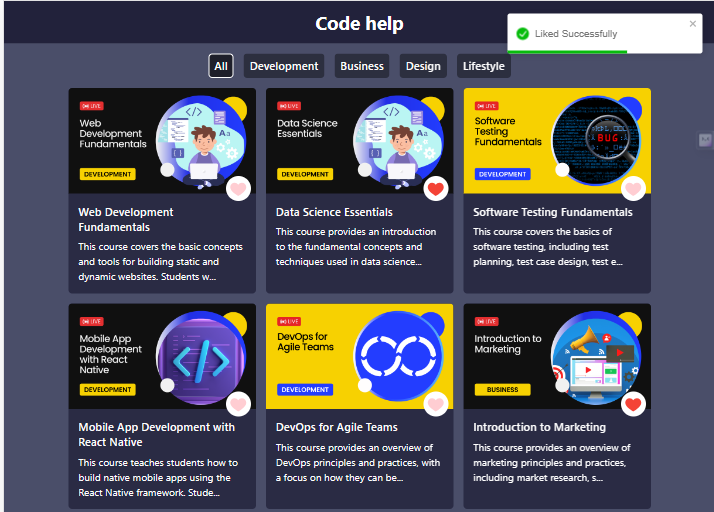 Code help
Liked Successfully
All
Development
Business
Design
Lifestyle
LIVE
Web
Development
Fundamentals
Aa
DEVELOPMENT
LIVE
Data Science
Essentials
Aa
DEVELOPMENT
LIVE
Software
Testing
Fundamentals
BUG
DEVELOPMENT
Web Development
Fundamentals
This course covers the basic concepts
and tools for building static and
dynamic websites. Students w...
Data Science Essentials
This course provides an introduction
to the fundamental concepts and
techniques used in data science...
Software Testing Fundamentals
This course covers the basics of
software testing, including test
planning, test case design, test e...
LIVE
Mobile App
Development
with React
Native
</>
DEVELOPMENT
LIVE
DevOps for
Agile Teams
DEVELOPMENT
LIVE
Introduction to
Marketing
BUSINESS
Mobile App Development with
React Native
This course teaches students how to
build native mobile apps using the
React Native framework. Stude...
DevOps for Agile Teams
This course provides an overview of
DevOps principles and practices, with
a focus on how they can be...
Introduction to Marketing
This course provides an overview of
marketing principles and practices,
including market research, s...